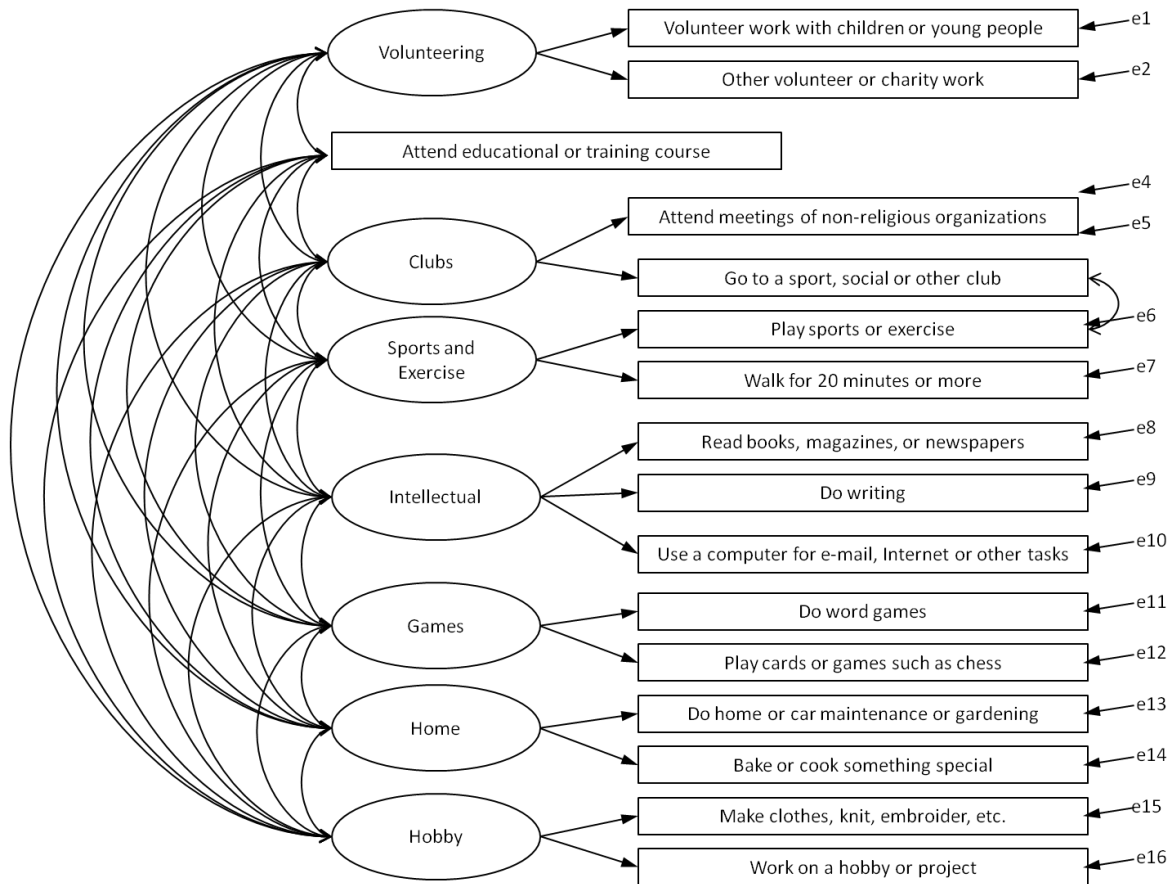 Volunteering
Volunteer work with children or young people
e1
Other volunteer or charity work
e2
Attend educational or training course
Clubs
Attend meetings of non-religious organizations
e4
e5
Go to a sport, social or other club
Sports and
Exercise
Play sports or exercise
e6
Walk for 20 minutes or more
e7
Intellectual
Read books, magazines, or newspapers
e8
Do writing
e9
Use a computer for e-mail, Internet or other tasks
e10
Games
Do word games
e11
Play cards or games such as chess
e12
Home
Do home or car maintenance or gardening
e13
Bake or cook something special
e14
Hobby
Make clothes, knit, embroider, etc.
e15
Work on a hobby or project
e16